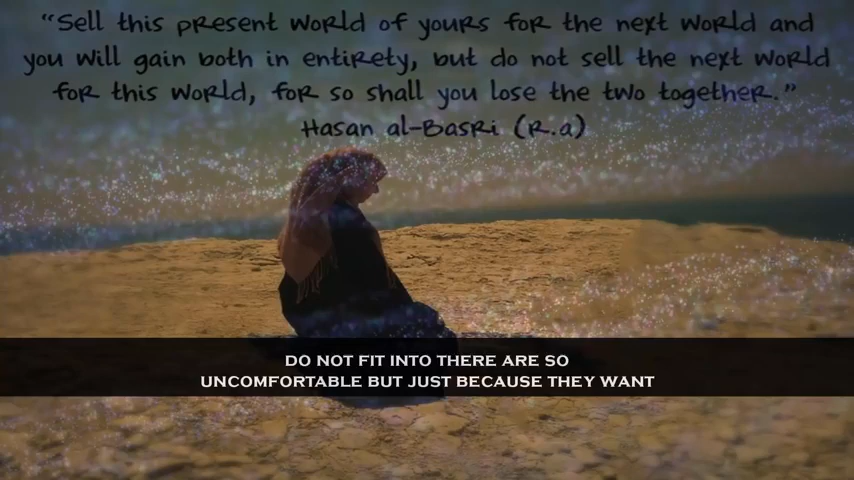 “Sell this present world of yours for the next world and
you will gain both in entirety, but do not sell the next world
for this world, for so shall you lose the two together.”
Hasan al-Basri (r.a)
DO NOT FIT INTO THERE ARE SO
UNCOMFORTABLE BUT JUST BECAUSE THEY WANT